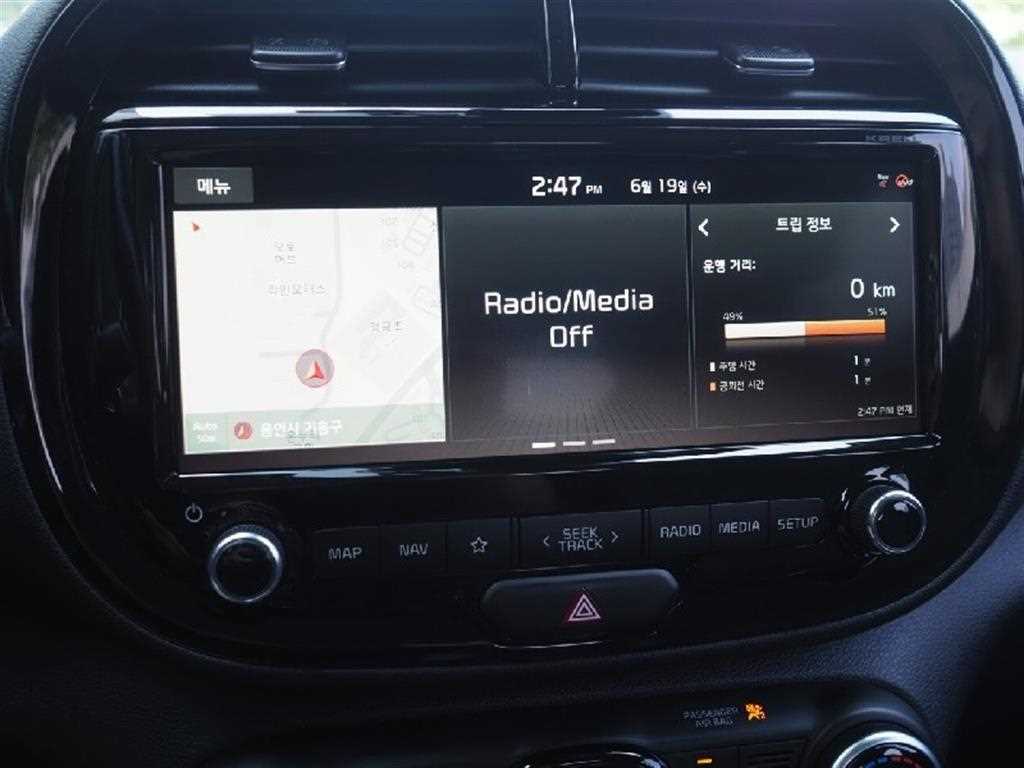 메뉴
2:47 PM 6월 19일 (수)
106
Auto
50m
용인시 기흥구
Radio/Media
Off
트립 정보
운행 거리:
0 km
49% 51%
주행 시간 1 분
공회전 시간 1 분
2:47 PM 현재
MAP
NAV
SEEK
TRACK
RADIO
MEDIA
SETUP
PASSENGER
AIR BAG